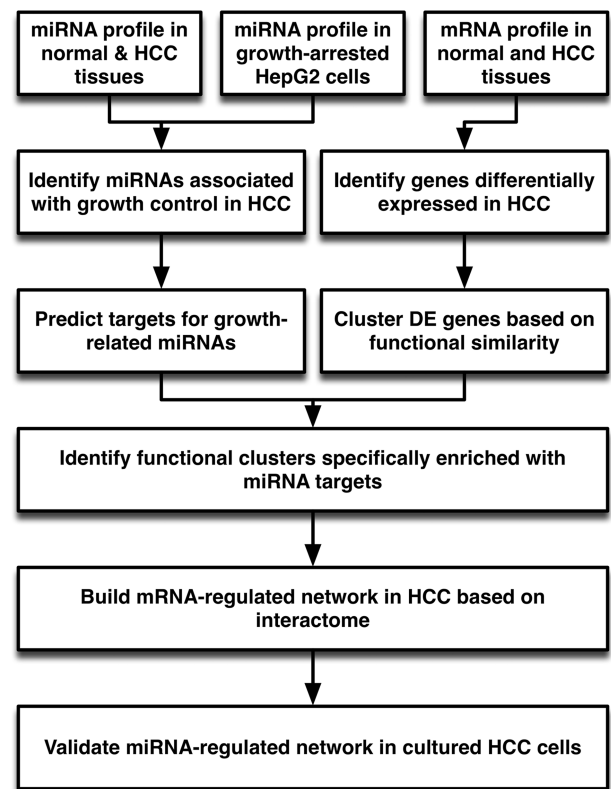 miRNA profile in
normal & HCC
tissues
miRNA profile in
growth-arrested
HepG2 cells
mRNA profile in
normal and HCC
tissues
Identify miRNAs associated
with growth control in HCC
Identify genes differentially
expressed in HCC
Predict targets for growth-
related miRNAs
Cluster DE genes based on
functional similarity
Identify functional clusters specifically enriched with
miRNA targets
Build mRNA-regulated network in HCC based on
interactome
Validate miRNA-regulated network in cultured HCC cells